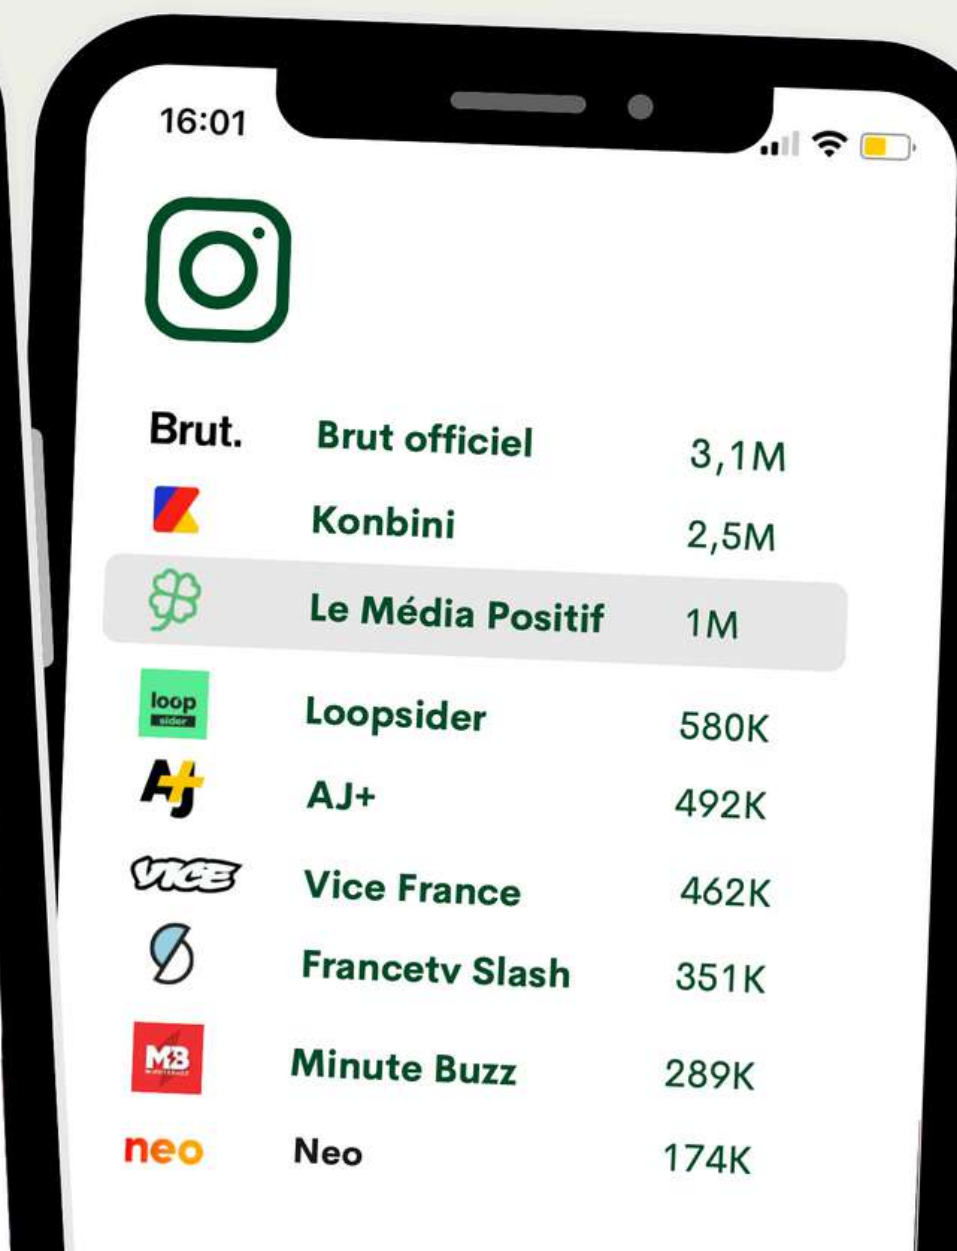 16:01
Brut. Brut officiel 3,1M
Konbini 2,5M
Le Média Positif 1M
loop
sider
Loopsider 580K
AJ+ AJ+ 492K
VICE Vice France 462K
Francetv Slash 351K
MB
Minute Buzz 289K
neo Neo 174K